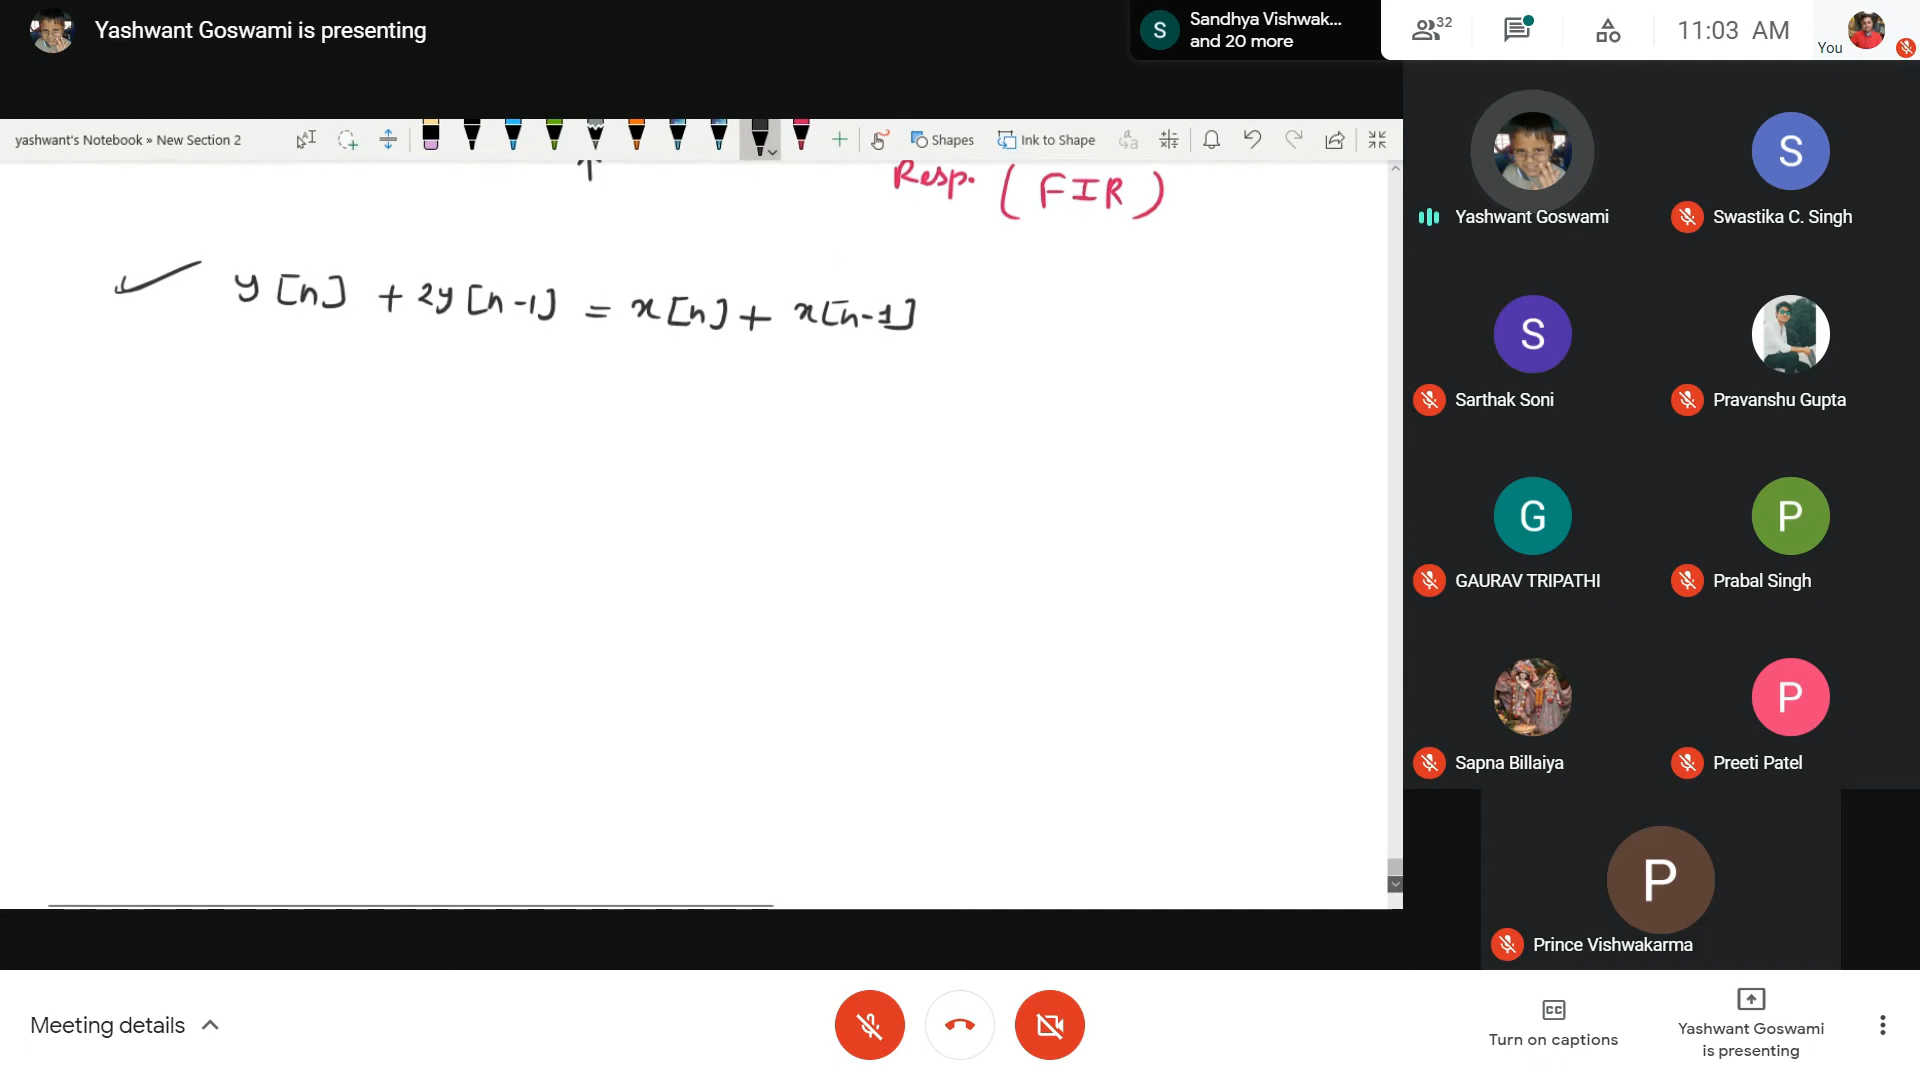 Yashwant Goswami is presenting
S
Sandhya Vishwak...
and 20 more
32
11:03 AM
You
yashwant's Notebook » New Section 2
Shapes
Ink to Shape
Resp. (FIR)
y[n] + 2y[n-1] = x[n] + x[n-1]
Yashwant Goswami
S
Swastika C. Singh
S
Sarthak Soni
Pravanshu Gupta
G
GAURAV TRIPATHI
P
Prabal Singh
Sapna Billaiya
P
Preeti Patel
P
Prince Vishwakarma
Meeting details
CC
Turn on captions
Yashwant Goswami
is presenting